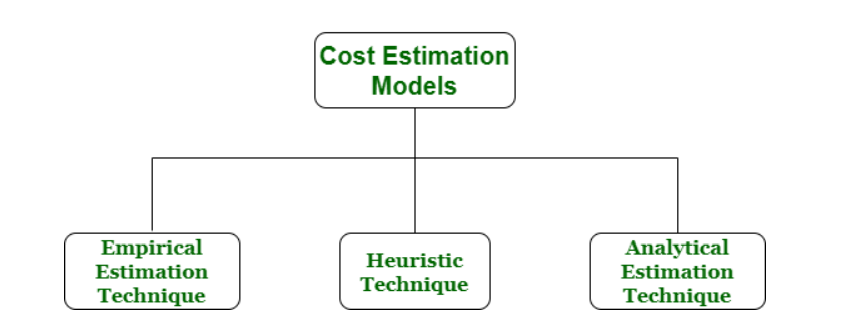 Cost Estimation
Models
Empirical
Estimation
Technique
Heuristic
Technique
Analytical
Estimation
Technique